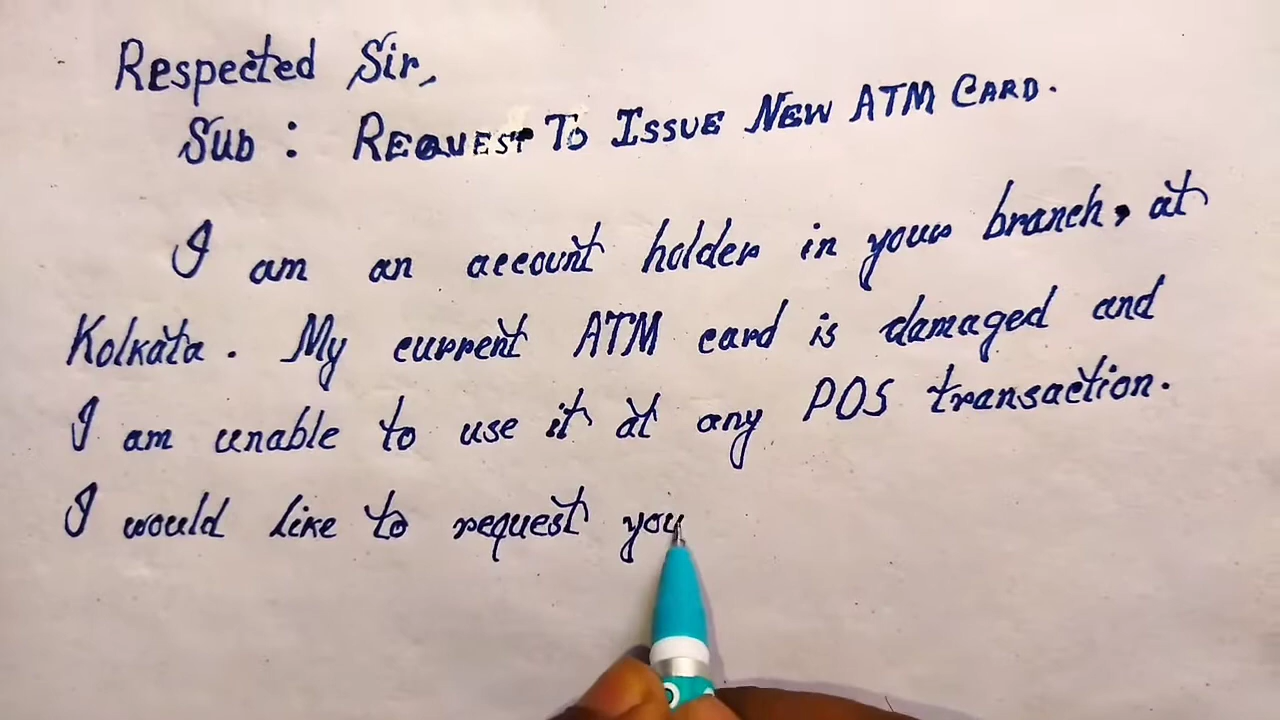 Respected Sir,
Sub : REQUEST TO ISSUE NEW ATM CARD.
I am an account holder in your branch, at
Kolkata. My current ATM card is damaged and
I am unable to use it at any POS transaction.
I would like to request you